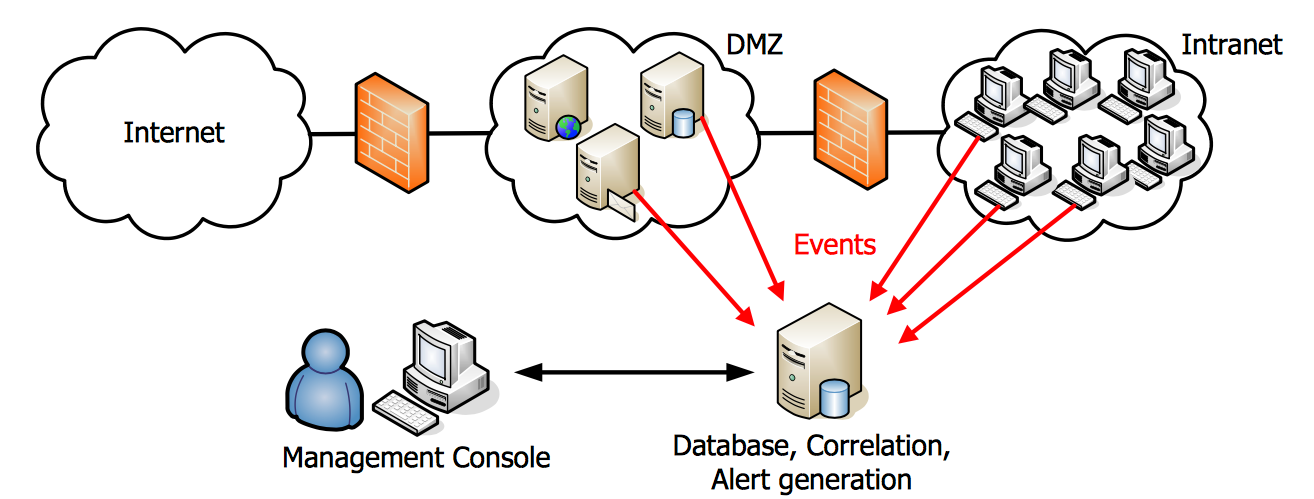 DMZ
Intranet
Internet
Events
Management Console
Database, Correlation,
Alert generation